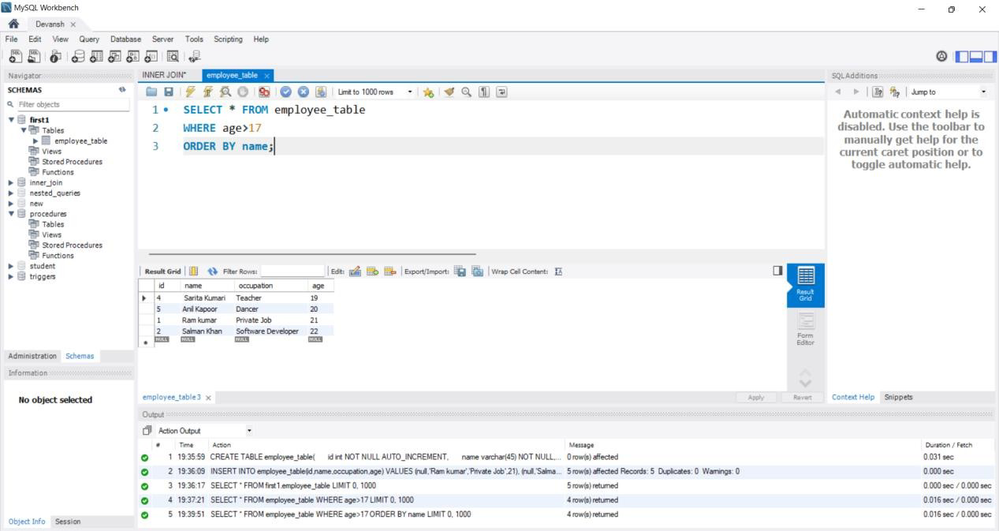 MySQL Workbench
Devansh
File Edit View Query Database Server Tools Scripting Help
Navigator
SCHEMAS
Filter objects
first1
Tables
employee_table
Views
Stored Procedures
Functions
inner_join
nested_queries
new
procedures
Tables
Views
Stored Procedures
Functions
student
triggers
Administration Schemas
Information
No object selected
Object Info Session
INNER JOIN* employee_table
Limit to 1000 rows
1 SELECT * FROM employee_table
2 WHERE age>17
3 ORDER BY name;
Result Grid Filter Rows: Edit: Export/Import: Wrap Cell Content:
id name occupation age
4 Sarita Kumari Teacher 19
5 Anil Kapoor Dancer 20
1 Ram kumar Private Job 21
2 Salman Khan Software Developer 22
NULL NULL NULL NULL
Result
Grid
Form
Editor
employee_table3 Apply Revert
SQLAdditions
Jump to
Automatic context help is
disabled. Use the toolbar to
manually get help for the
current caret position or to
toggle automatic help.
Context Help Snippets
Output
Action Output
# Time Action Message Duration / Fetch
1 19:35:59 CREATE TABLE employee_table( id int NOT NULL AUTO_INCREMENT, name varchar(45) NOT NULL,... 0 row(s) affected 0.031 sec
2 19:36:09 INSERT INTO employee_table(id,name,occupation,age) VALUES (null,'Ram kumar','Private Job',21), (null,'Salma... 5 row(s) affected Records: 5 Duplicates: 0 Warnings: 0 0.000 sec
3 19:36:17 SELECT * FROM first1.employee_table LIMIT 0, 1000 5 row(s) returned 0.000 sec / 0.000 sec
4 19:37:21 SELECT * FROM employee_table WHERE age>17 LIMIT 0, 1000 4 row(s) returned 0.016 sec / 0.000 sec
5 19:39:51 SELECT * FROM employee_table WHERE age>17 ORDER BY name LIMIT 0, 1000 4 row(s) returned 0.016 sec / 0.000 sec